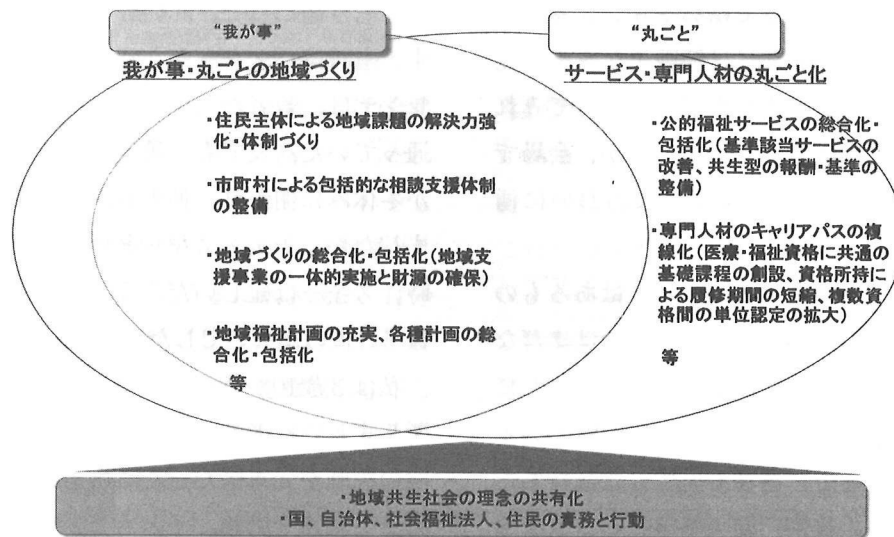 “我が事”
我が事・丸ごとの地域づくり
・住民主体による地域課題の解決力強
化・体制づくり
・市町村による包括的な相談支援体制
の整備
・地域づくりの総合化・包括化(地域支
援事業の一体的実施と財源の確保)
・地域福祉計画の充実、各種計画の総
合化・包括化
等
“丸ごと”
サービス・専門人材の丸ごと化
・公的福祉サービスの総合化・
包括化(基準該当サービスの
改善、共生型の報酬・基準の
整備)
・専門人材のキャリアパスの複
線化(医療・福祉資格に共通の
基礎課程の創設、資格所持に
よる履修期間の短縮、複数資
格間の単位認定の拡大)
等
・地域共生社会の理念の共有化
・国、自治体、社会福祉法人、住民の責務と行動